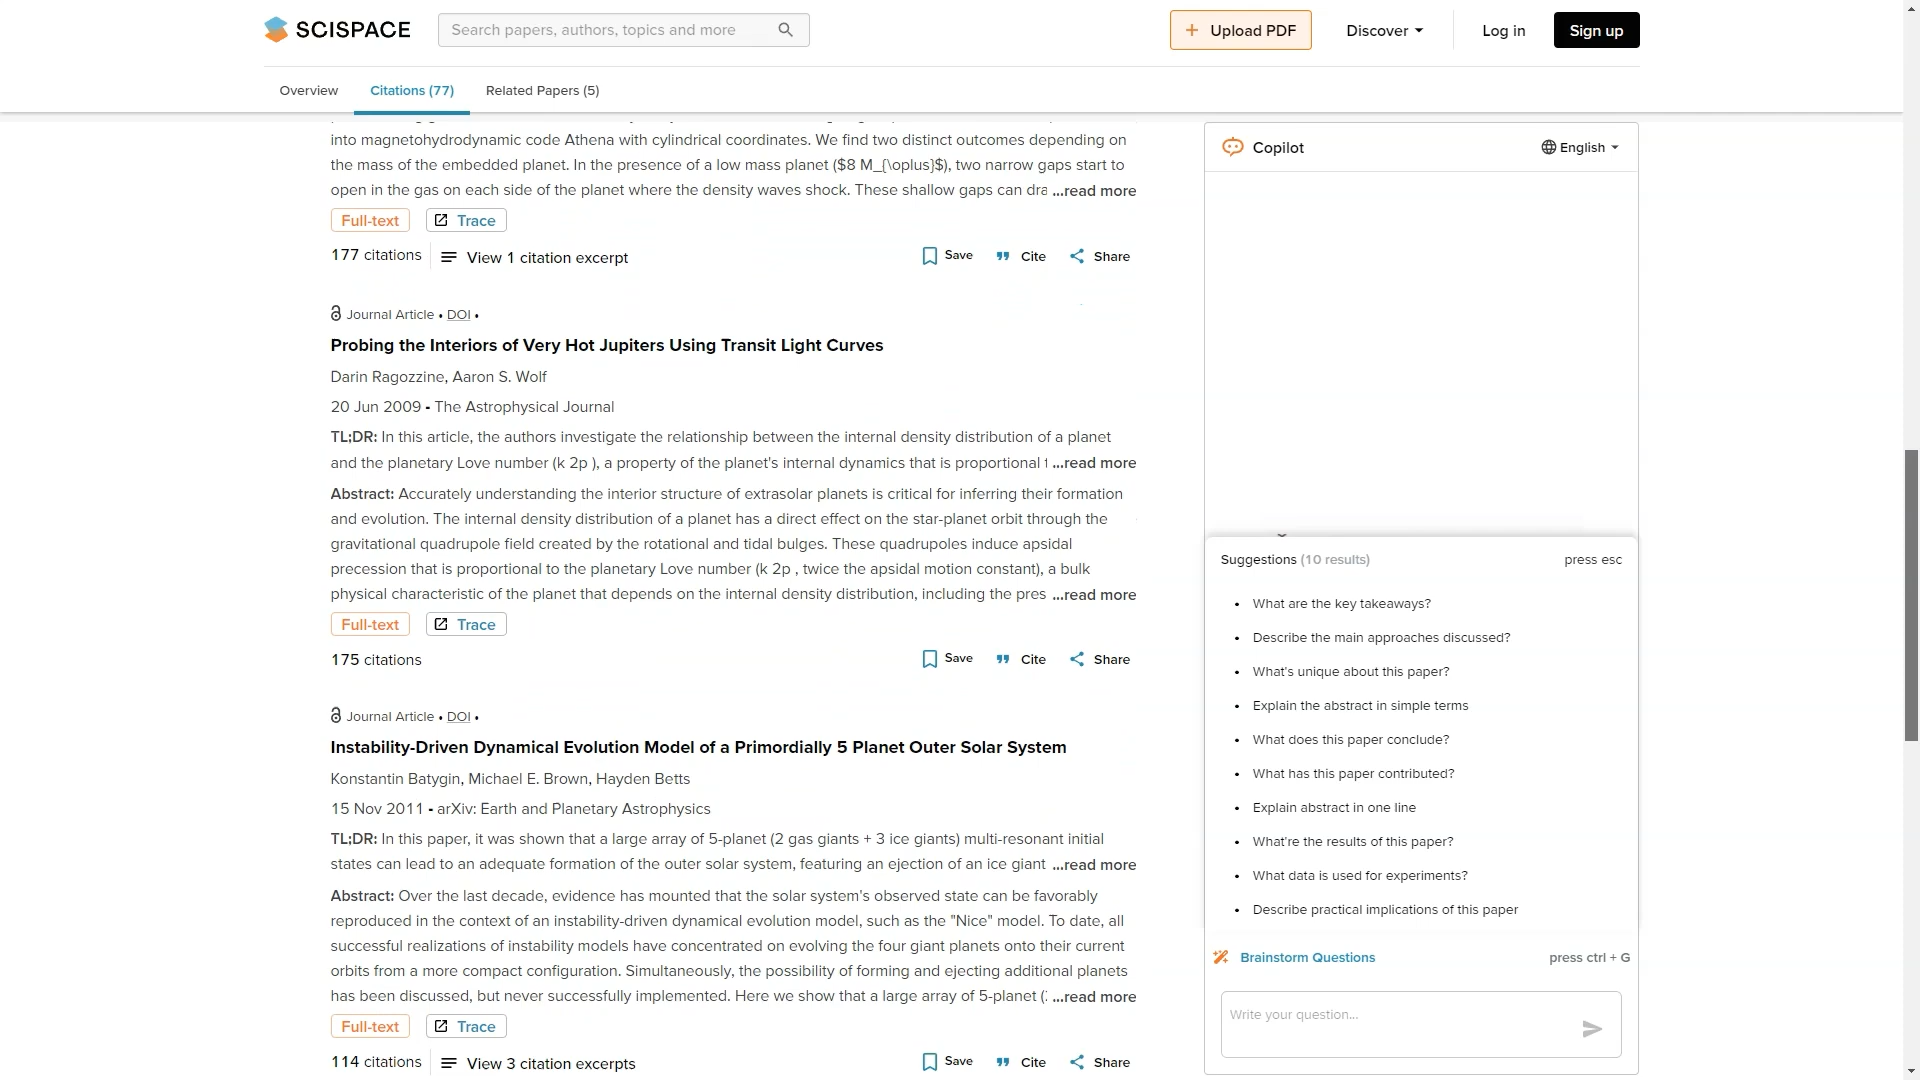 SCISPACE
Search papers, authors, topics and more
+ Upload PDF
Discover
Log in
Sign up
Overview
Citations (77)
Related Papers (5)
into magnetohydrodynamic code Athena with cylindrical coordinates. We find two distinct outcomes depending on
the mass of the embedded planet. In the presence of a low mass planet ($8 M_{\oplus}$), two narrow gaps start to
open in the gas on each side of the planet where the density waves shock. These shallow gaps can dra ...read more
Full-text
Trace
177 citations
View 1 citation excerpt
Save
Cite
Share
Journal Article • DOI •
Probing the Interiors of Very Hot Jupiters Using Transit Light Curves
Darin Ragozzine, Aaron S. Wolf
20 Jun 2009 - The Astrophysical Journal
TL;DR: In this article, the authors investigate the relationship between the internal density distribution of a planet
and the planetary Love number (k 2p ), a property of the planet's internal dynamics that is proportional t ...read more
Abstract: Accurately understanding the interior structure of extrasolar planets is critical for inferring their formation
and evolution. The internal density distribution of a planet has a direct effect on the star-planet orbit through the
gravitational quadrupole field created by the rotational and tidal bulges. These quadrupoles induce apsidal
precession that is proportional to the planetary Love number (k 2p , twice the apsidal motion constant), a bulk
physical characteristic of the planet that depends on the internal density distribution, including the pres ...read more
Full-text
Trace
175 citations
Save
Cite
Share
Journal Article • DOI •
Instability-Driven Dynamical Evolution Model of a Primordially 5 Planet Outer Solar System
Konstantin Batygin, Michael E. Brown, Hayden Betts
15 Nov 2011 - arXiv: Earth and Planetary Astrophysics
TL;DR: In this paper, it was shown that a large array of 5-planet (2 gas giants + 3 ice giants) multi-resonant initial
states can lead to an adequate formation of the outer solar system, featuring an ejection of an ice giant ...read more
Abstract: Over the last decade, evidence has mounted that the solar system's observed state can be favorably
reproduced in the context of an instability-driven dynamical evolution model, such as the "Nice" model. To date, all
successful realizations of instability models have concentrated on evolving the four giant planets onto their current
orbits from a more compact configuration. Simultaneously, the possibility of forming and ejecting additional planets
has been discussed, but never successfully implemented. Here we show that a large array of 5-planet ( ...read more
Full-text
Trace
114 citations
View 3 citation excerpts
Save
Cite
Share
Copilot
English
Suggestions (10 results)
press esc
• What are the key takeaways?
• Describe the main approaches discussed?
• What's unique about this paper?
• Explain the abstract in simple terms
• What does this paper conclude?
• What has this paper contributed?
• Explain abstract in one line
• What're the results of this paper?
• What data is used for experiments?
• Describe practical implications of this paper
Brainstorm Questions
press ctrl + G
Write your question...